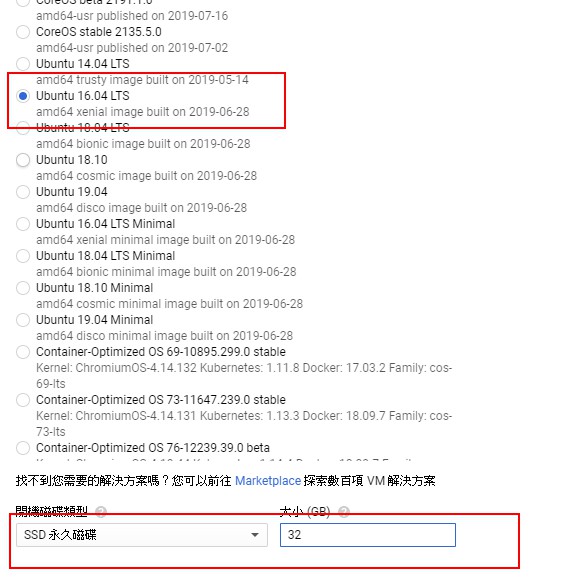 CoreOS beta 2191.1.0
amd64-usr published on 2019-07-16
CoreOS stable 2135.5.0
amd64-usr published on 2019-07-02
Ubuntu 14.04 LTS
amd64 trusty image built on 2019-05-14
Ubuntu 16.04 LTS
amd64 xenial image built on 2019-06-28
Ubuntu 18.04 LTS
amd64 bionic image built on 2019-06-28
Ubuntu 18.10
amd64 cosmic image built on 2019-06-28
Ubuntu 19.04
amd64 disco image built on 2019-06-28
Ubuntu 16.04 LTS Minimal
amd64 xenial minimal image built on 2019-06-28
Ubuntu 18.04 LTS Minimal
amd64 bionic minimal image built on 2019-06-28
Ubuntu 18.10 Minimal
amd64 cosmic minimal image built on 2019-06-28
Ubuntu 19.04 Minimal
amd64 disco minimal image built on 2019-06-28
Container-Optimized OS 69-10895.299.0 stable
Kernel: ChromiumOS-4.14.132 Kubernetes: 1.11.8 Docker: 17.03.2 Family: cos-
69-lts
Container-Optimized OS 73-11647.239.0 stable
Kernel: ChromiumOS-4.14.131 Kubernetes: 1.13.3 Docker: 18.09.7 Family: cos-
73-lts
Container-Optimized OS 76-12239.39.0 beta
找不到您需要的解決方案嗎？您可以前往 Marketplace 探索數百項 VM 解決方案
開機磁碟類型 ?
大小 (GB) ?
SSD 永久磁碟
32